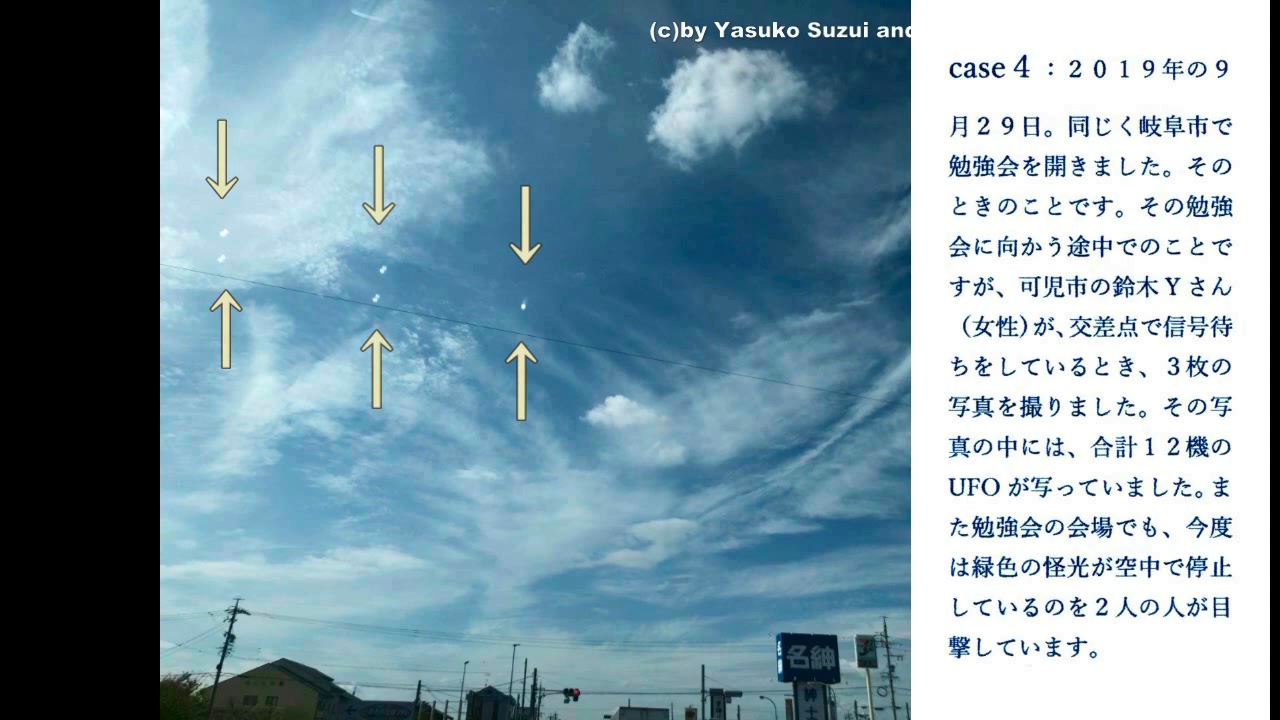 (c)by Yasuko Suzui and
case 4：２０１９年の９
月２９日。同じく岐阜市で
勉強会を開きました。その
ときのことです。その勉強
会に向かう途中でのことで
すが、可児市の鈴木Ｙさん
（女性）が、交差点で信号待
ちをしているとき、３枚の
写真を撮りました。その写
真の中には、合計１２機の
UFO が写っていました。ま
た勉強会の会場でも、今度
は緑色の怪光が空中で停止
しているのを２人の人が目
撃しています。
名紳
紳士